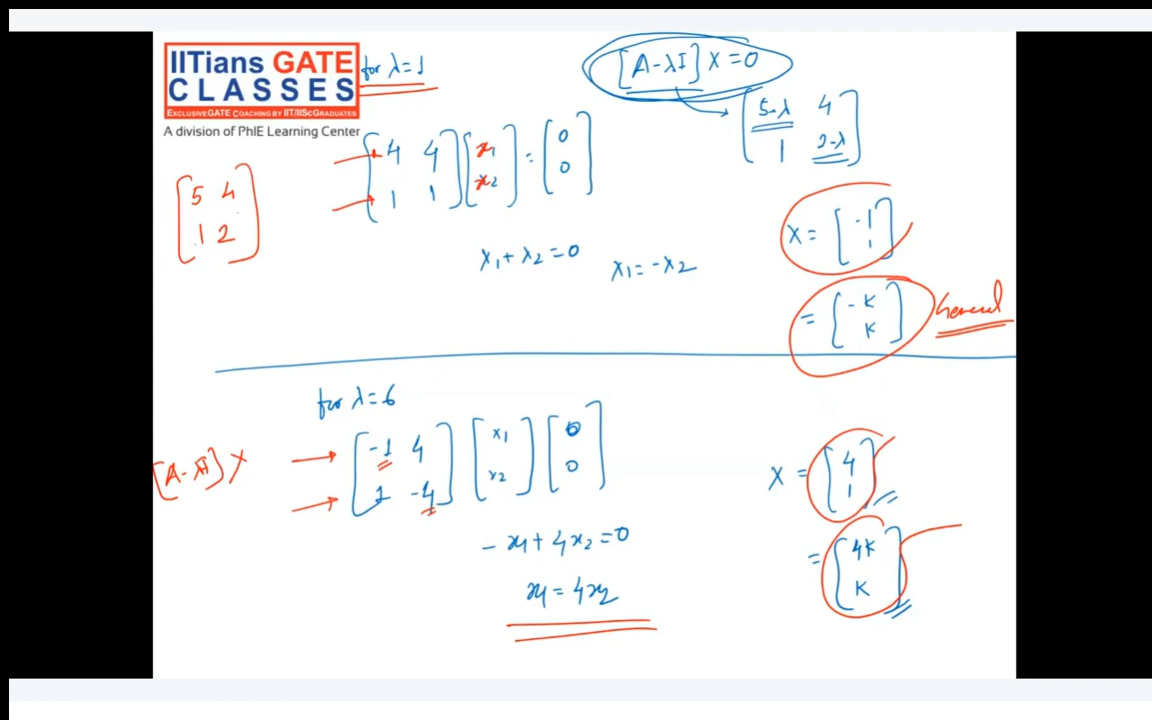 IITians GATE
CLASSES
EXCLUSIVE GATE COACHING BY IIT/IISc GRADUATES
A division of PhIE Learning Center
for λ=1
[A-λI] X = 0
[5-λ 4
1 2-λ]
[5 4
1 2]
[4 4
1 1] [x1
x2] = [0
0]
x1 + x2 = 0
x1 = -x2
X = [-1
1]
= [-K
K] General
for λ=6
[A-λI] X
[-1 4
1 -4] [x1
x2] [0
0]
-x1 + 4x2 = 0
x1 = 4x2
X = [4
1]
= [4K
K]